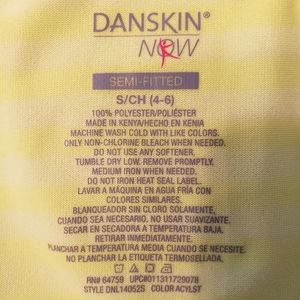 DANSKIN®
NOW
SEMI-FITTED
S/CH (4-6)
100% POLYESTER/POLIÉSTER
MADE IN KENYA/HECHO EN KENIA
MACHINE WASH COLD WITH LIKE COLORS.
ONLY NON-CHLORINE BLEACH WHEN NEEDED.
DO NOT USE ANY SOFTENER.
TUMBLE DRY LOW. REMOVE PROMPTLY.
MEDIUM IRON WHEN NEEDED.
DO NOT IRON HEAT SEAL LABEL.
LAVAR A MÁQUINA EN AGUA FRÍA CON
COLORES SIMILARES.
BLANQUEADOR SIN CLORO SOLAMENTE,
CUANDO SEA NECESARIO, NO USAR SUAVIZANTE.
SECAR EN SECADORA A TEMPERATURA BAJA.
RETIRAR INMEDIATAMENTE.
PLANCHAR A TEMPERATURA MEDIA CUANDO SE NECESITE.
NO PLANCHAR LA ETIQUETA TERMOSELLADA.
RN# 64759 UPC#011311729078
STYLE DNL14052S COLOR ACYLST